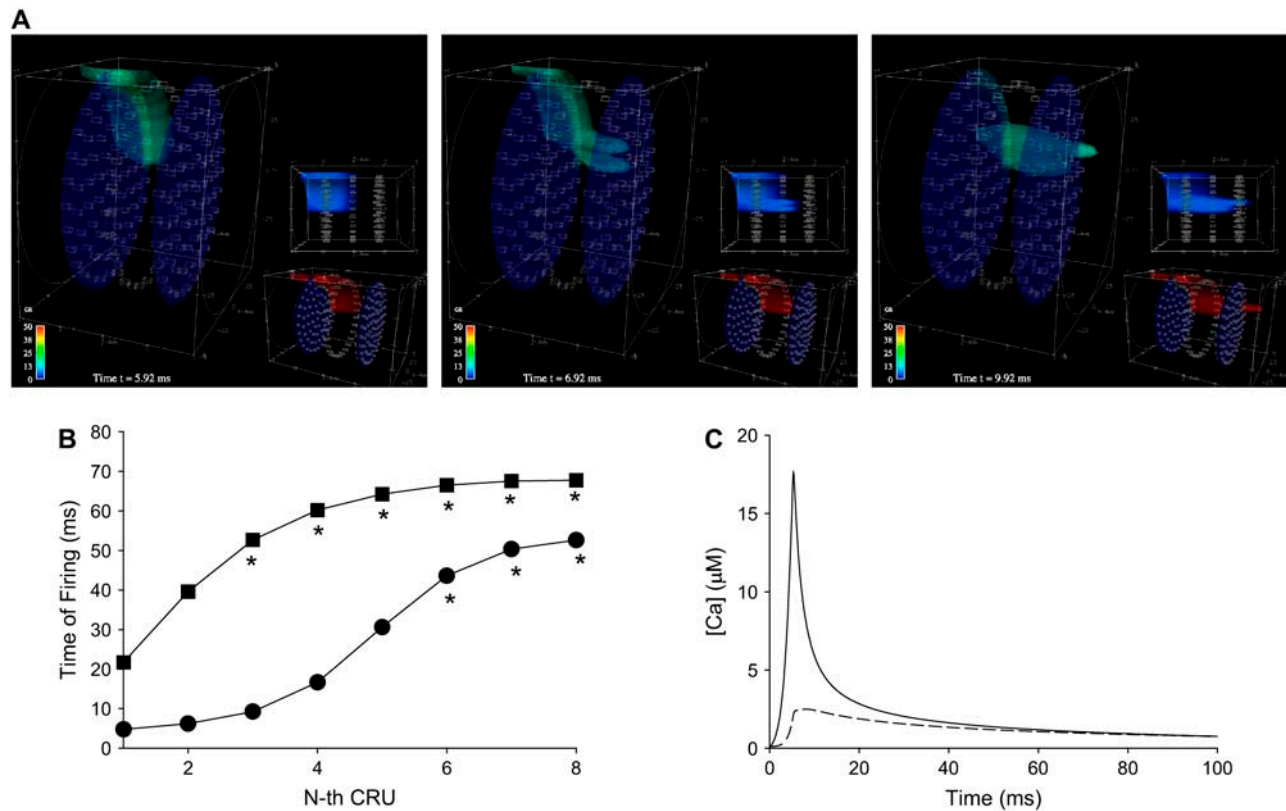 A
GB
50
38
25
13
0
Time t = 5.92 ms
GB
50
38
25
13
0
Time t = 6.92 ms
GB
50
38
25
13
0
Time t = 9.92 ms
B
80
70
60
50
40
30
20
10
0
Time of Firing (ms)
* * * * * *
* * *
2 4 6 8
N-th CRU
C
20
15
10
5
0
[Ca] (μM)
0 20 40 60 80 100
Time (ms)